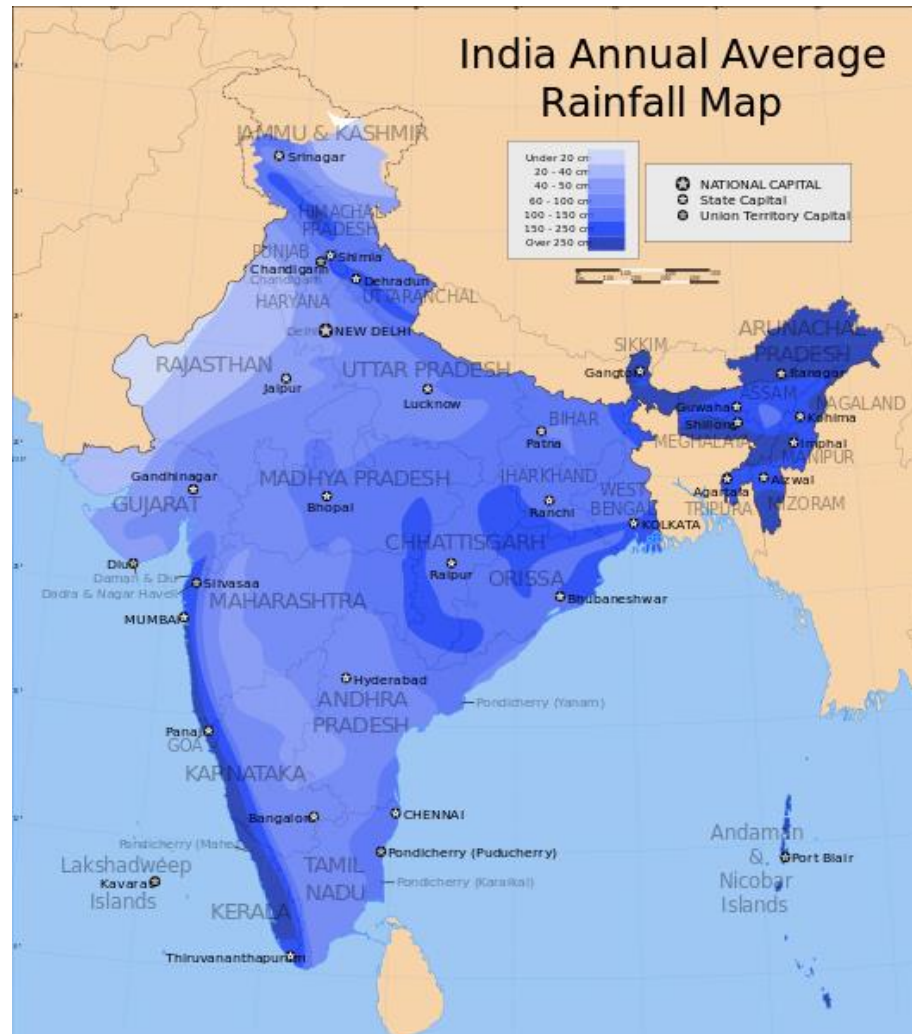 India Annual Average
Rainfall Map
Under 20 cm
20 - 40 cm
40 - 50 cm
60 - 100 cm
100 - 150 cm
150 - 250 cm
Over 250 cm
NATIONAL CAPITAL
State Capital
Union Territory Capital
JAMMU & KASHMIR
Srinagar
HIMACHAL
PRADESH
PUNJAB
Shimla
Chandigarh
Chandigarh
Dehradun
UTTARANCHAL
HARYANA
Delhi
NEW DELHI
RAJASTHAN
Jaipur
UTTAR PRADESH
Lucknow
SIKKIM
Gangtok
ARUNACHAL
PRADESH
Itanagar
ASSAM
Guwahati
NAGALAND
Shillong
Kohima
MEGHALAYA
Imphal
MANIPUR
BIHAR
Patna
Gandhinagar
GUJARAT
MADHYA PRADESH
Bhopal
JHARKHAND
Ranchi
WEST
BENGAL
KOLKATA
Agartala
TRIPURA
Aizwal
MIZORAM
CHHATTISGARH
Raipur
ORISSA
Bhubaneshwar
Diu
Daman & Diu
Dadra & Nagar Haveli
Silvasaa
MAHARASHTRA
MUMBAI
Hyderabad
ANDHRA
PRADESH
Pondicherry (Yanam)
Panaji
GOA
KARNATAKA
Bangalore
CHENNAI
Pondicherry (Mahe)
Pondicherry (Puducherry)
Lakshadweep
Kavarati
Islands
TAMIL
NADU
Pondicherry (Karaikal)
KERALA
Thiruvananthapuram
Andaman
&
Nicobar
Islands
Port Blair